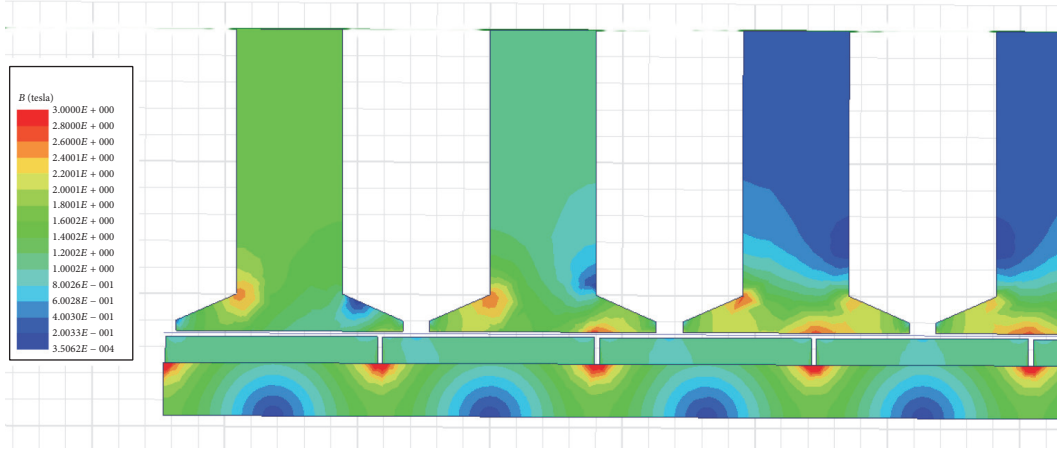 B (tesla)
3.0000E + 000
2.8000E + 000
2.6000E + 000
2.4001E + 000
2.2001E + 000
2.0001E + 000
1.8001E + 000
1.6002E + 000
1.4002E + 000
1.2002E + 000
1.0002E + 000
8.0026E − 001
6.0028E − 001
4.0030E − 001
2.0033E − 001
3.5062E − 004